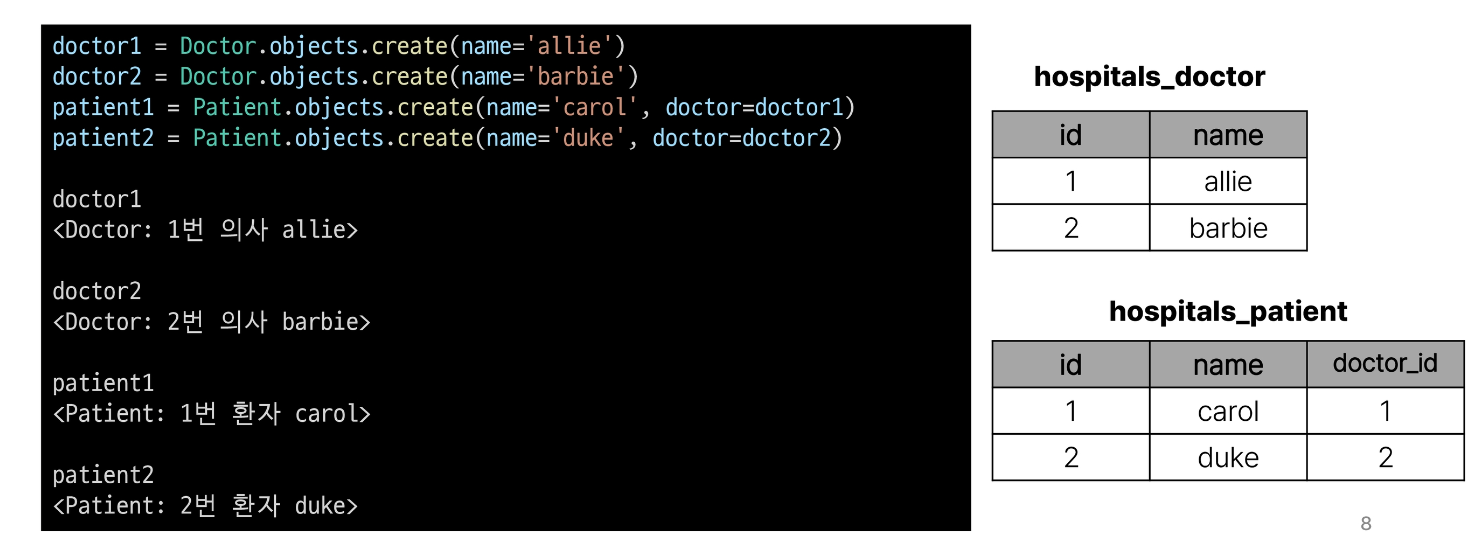 doctor1 = Doctor.objects.create(name='allie')
doctor2 = Doctor.objects.create(name='barbie')
patient1 = Patient.objects.create(name='carol', doctor=doctor1)
patient2 = Patient.objects.create(name='duke', doctor=doctor2)
doctor1
<Doctor: 1번 의사 allie>
doctor2
<Doctor: 2번 의사 barbie>
patient1
<Patient: 1번 환자 carol>
patient2
<Patient: 2번 환자 duke>
hospitals_doctor
id name
1 allie
2 barbie
hospitals_patient
id name doctor_id
1 carol 1
2 duke 2
8